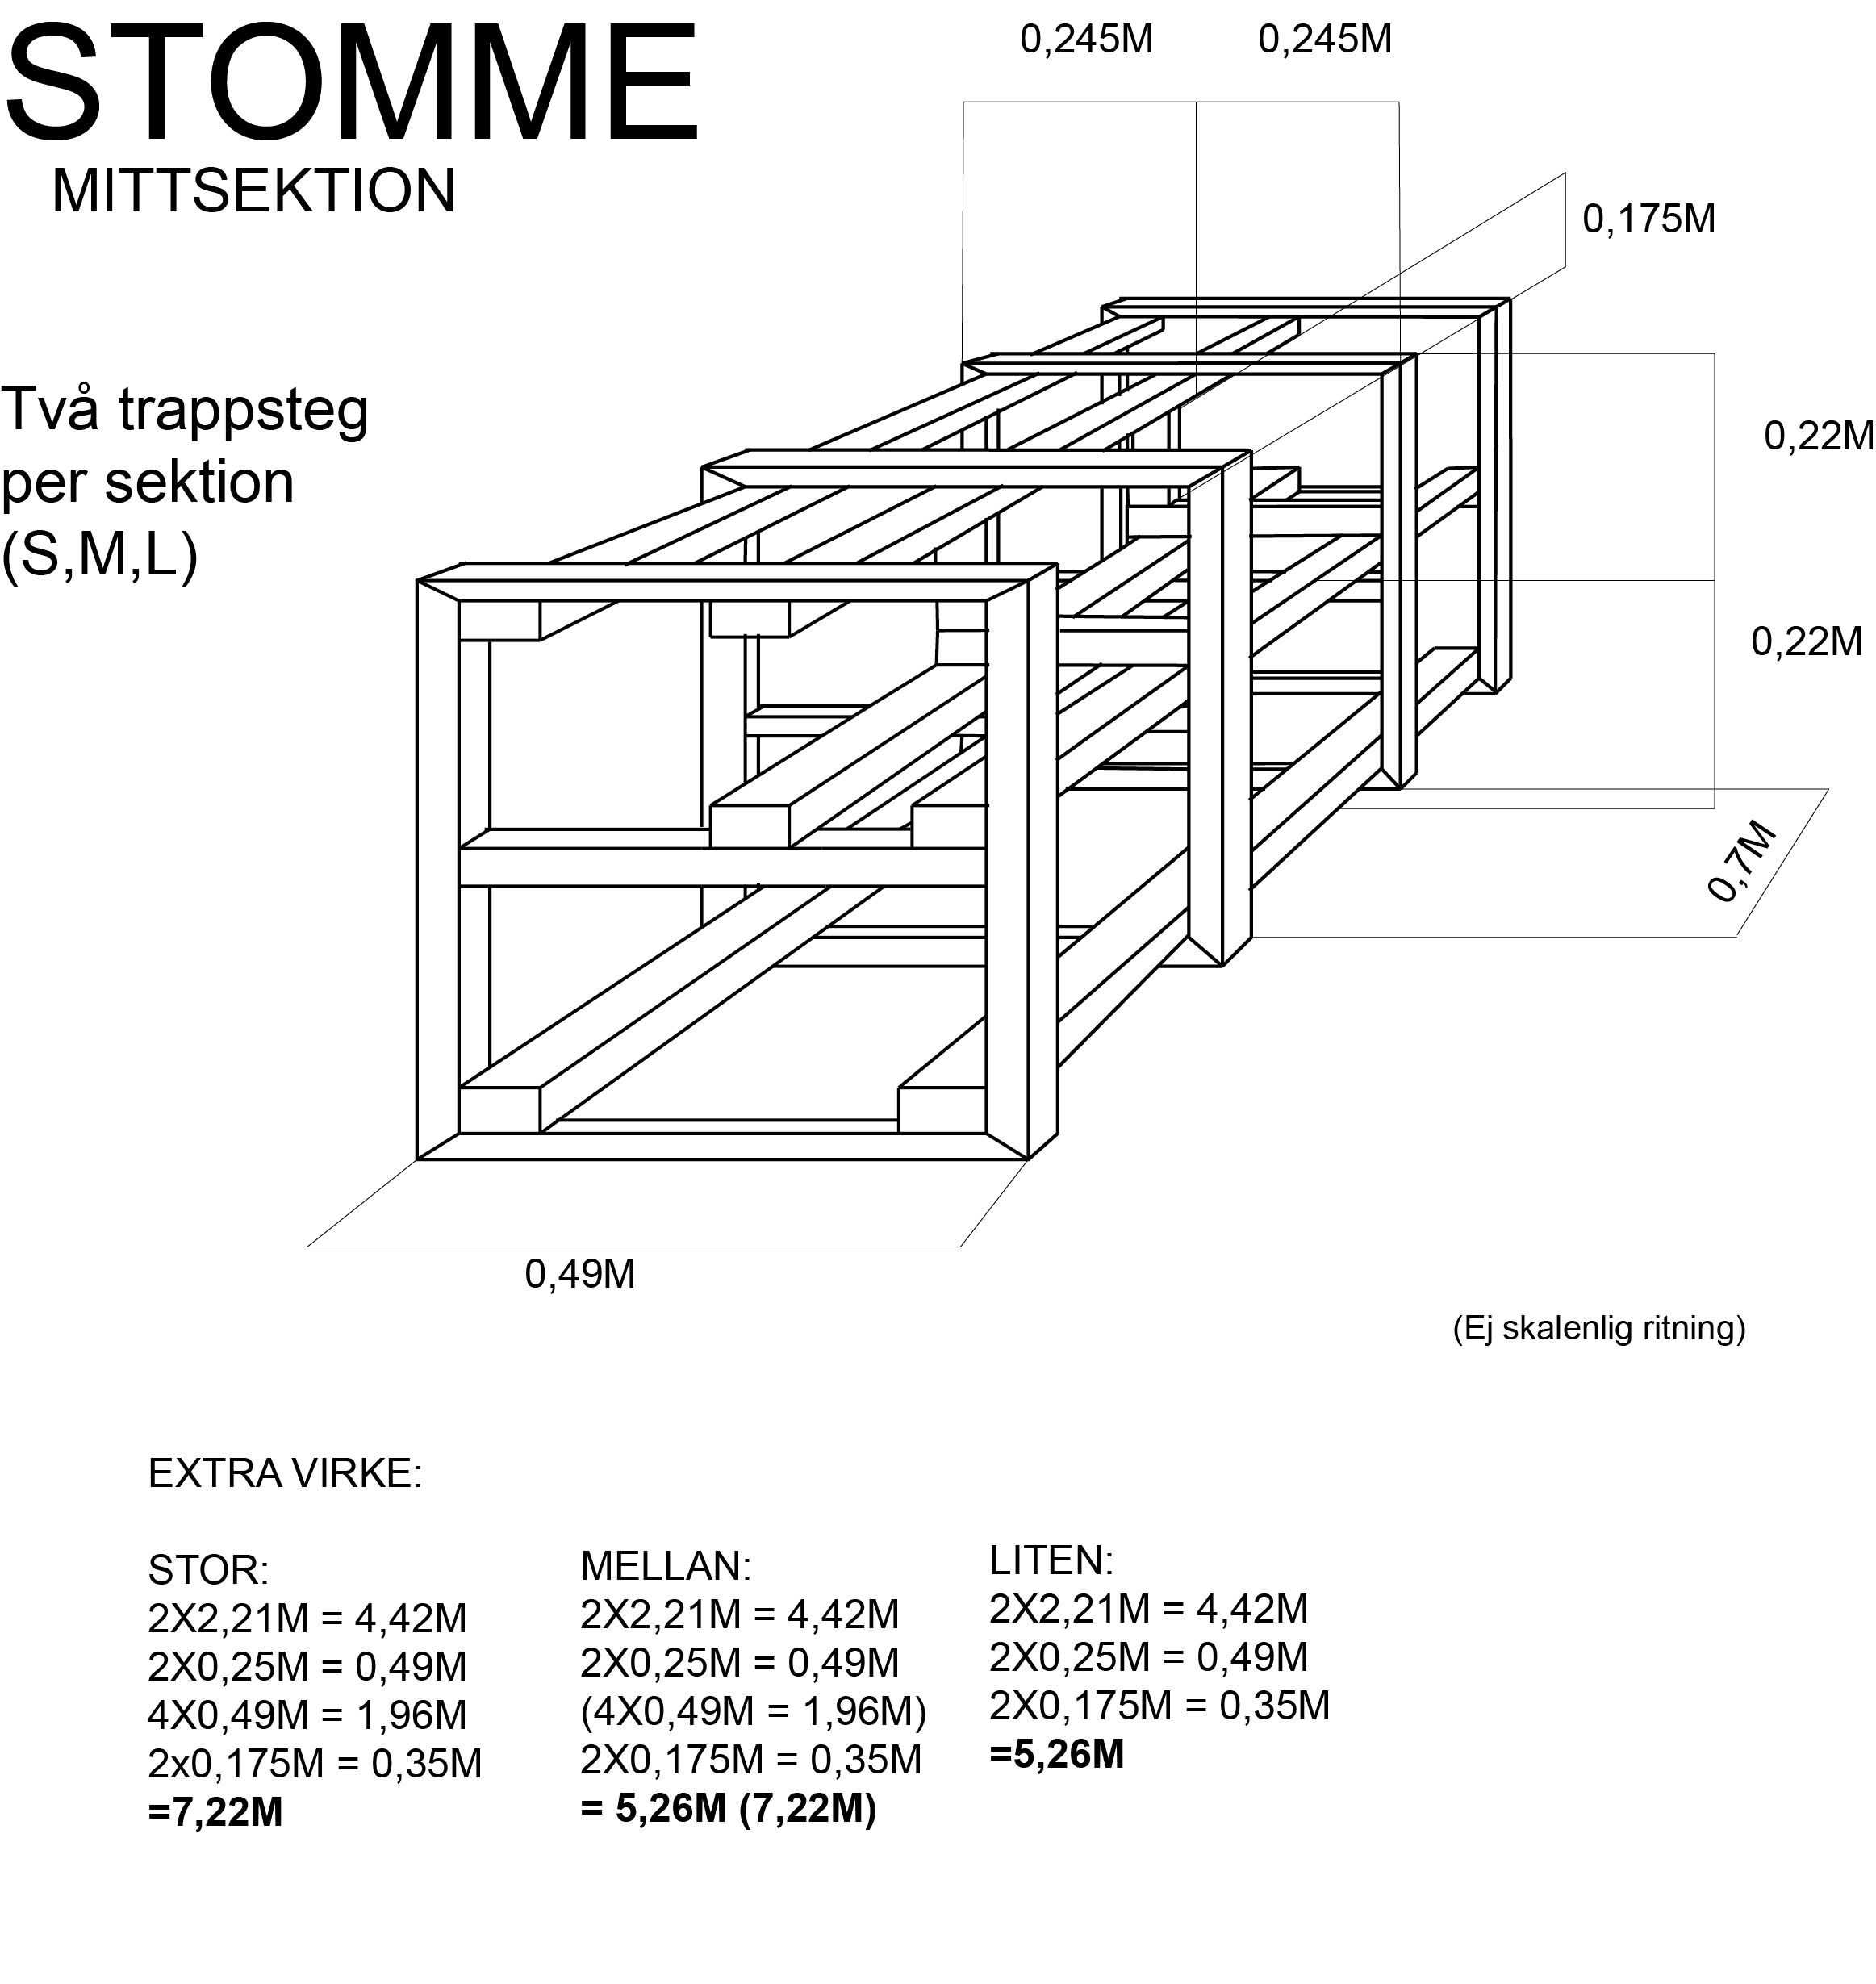 STOMME
MITTSEKTION
0,245M
0,245M
0,175M
Två trappsteg
per sektion
(S,M,L)
0,22M
0,22M
0,7M
0,49M
(Ej skalenlig ritning)
EXTRA VIRKE:
STOR:
2X2,21M = 4,42M
2X0,25M = 0,49M
4X0,49M = 1,96M
2x0,175M = 0,35M
=7,22M
MELLAN:
2X2,21M = 4,42M
2X0,25M = 0,49M
(4X0,49M = 1,96M)
2X0,175M = 0,35M
= 5,26M (7,22M)
LITEN:
2X2,21M = 4,42M
2X0,25M = 0,49M
2X0,175M = 0,35M
=5,26M